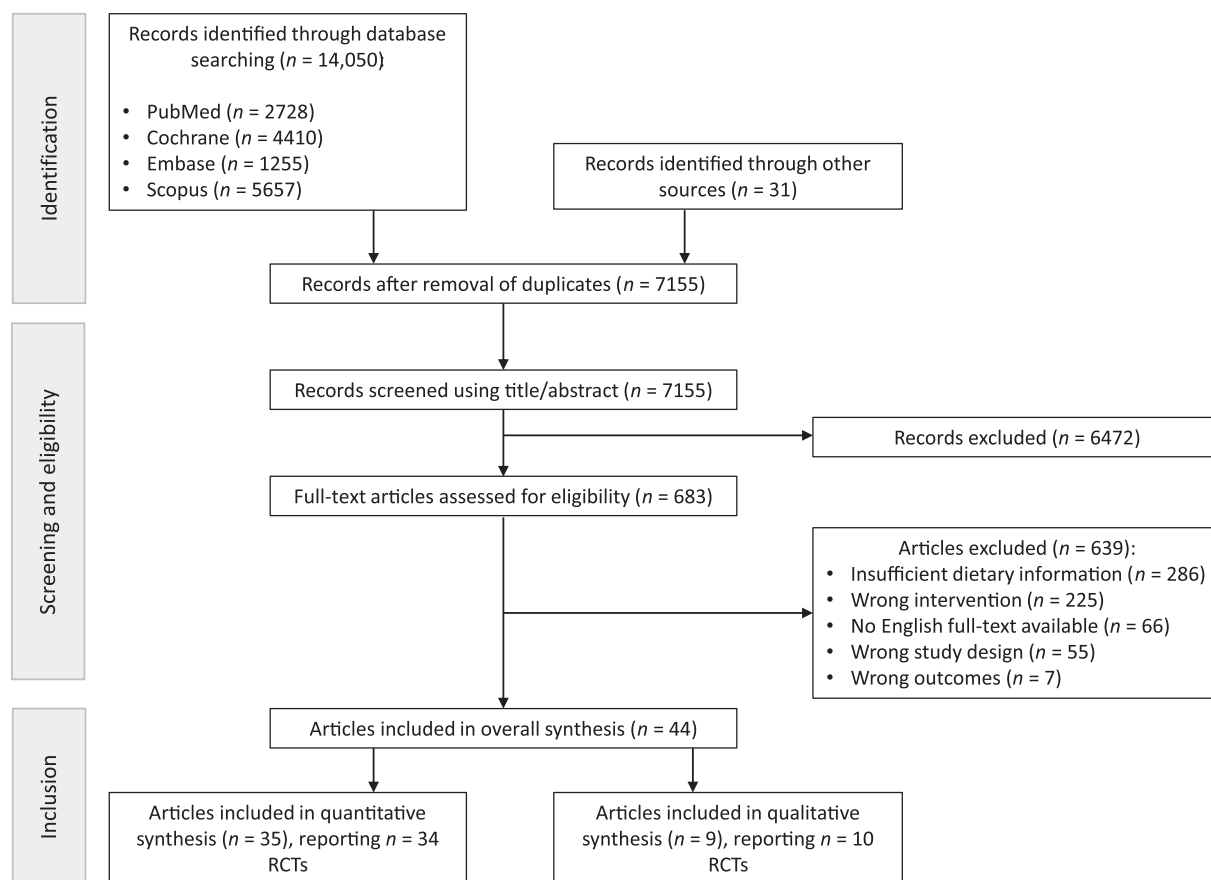 Identification
Records identified through database
searching (n = 14,050):
• PubMed (n = 2728)
• Cochrane (n = 4410)
• Embase (n = 1255)
• Scopus (n = 5657)
Records identified through other
sources (n = 31)
Records after removal of duplicates (n = 7155)
Screening and eligibility
Records screened using title/abstract (n = 7155)
Records excluded (n = 6472)
Full-text articles assessed for eligibility (n = 683)
Articles excluded (n = 639):
• Insufficient dietary information (n = 286)
• Wrong intervention (n = 225)
• No English full-text available (n = 66)
• Wrong study design (n = 55)
• Wrong outcomes (n = 7)
Inclusion
Articles included in overall synthesis (n = 44)
Articles included in quantitative
synthesis (n = 35), reporting n = 34
RCTs
Articles included in qualitative
synthesis (n = 9), reporting n = 10
RCTs